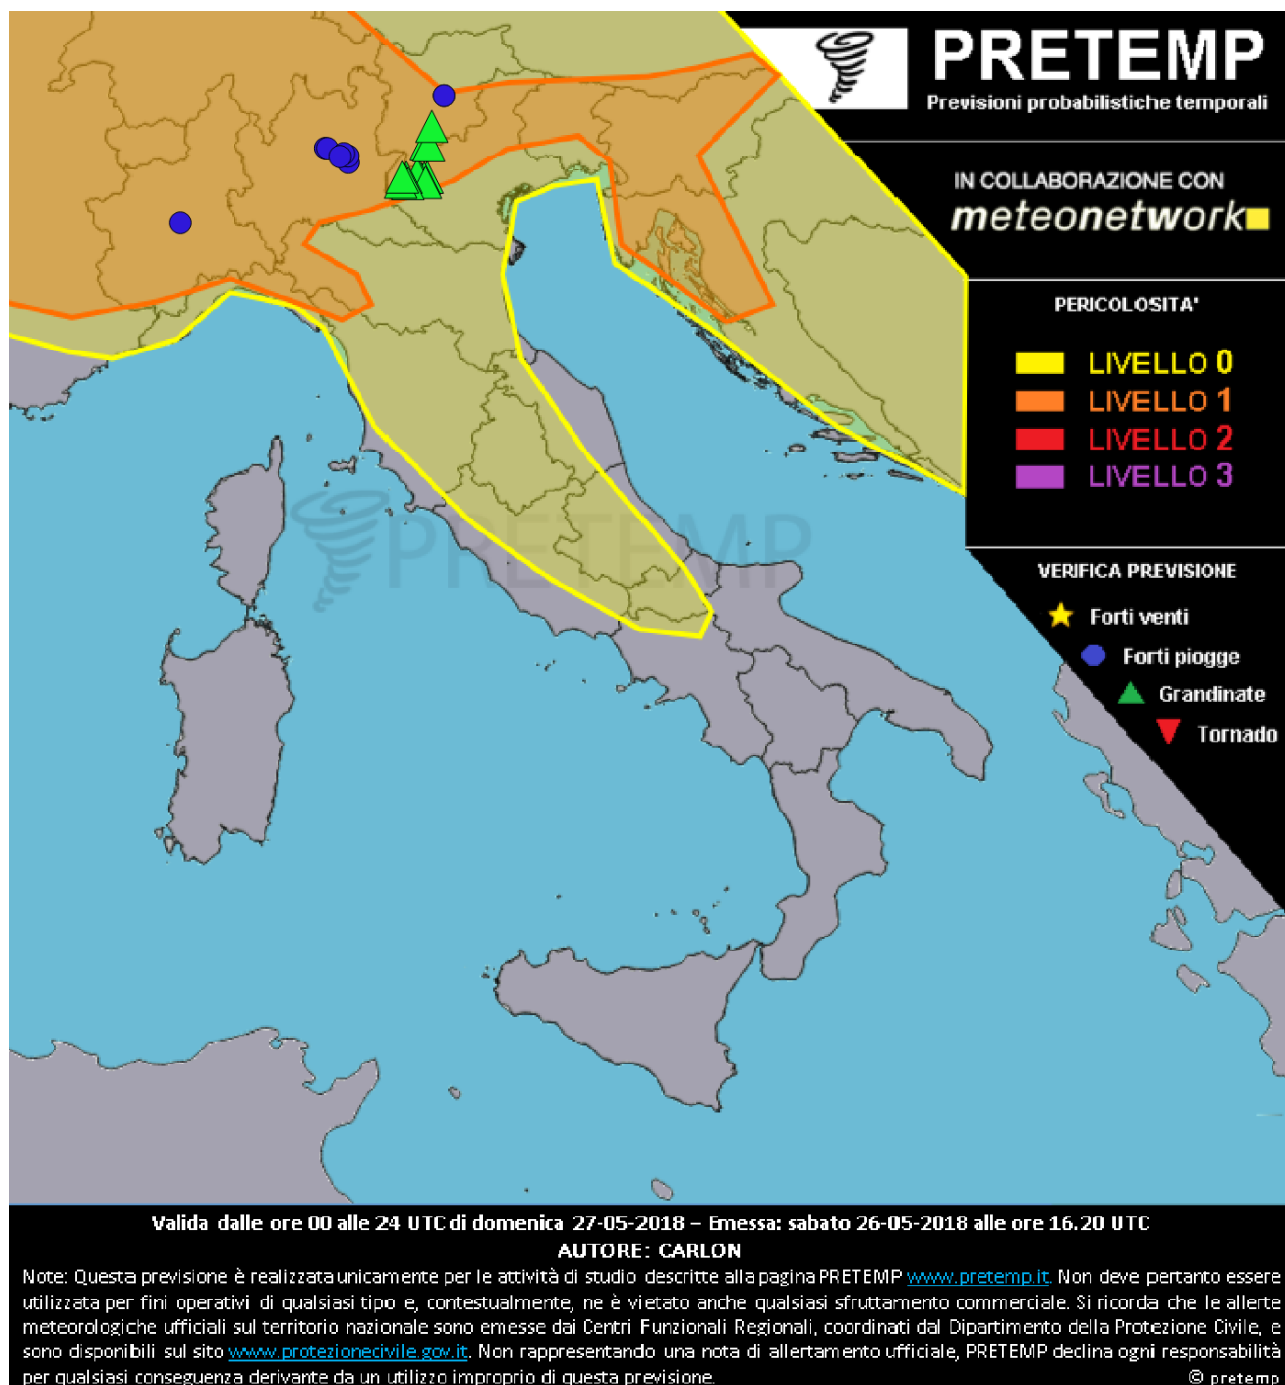 PRETEMP
Previsioni probabilistiche temporali
IN COLLABORAZIONE CON
meteonetwork
PERICOLOSITA'
LIVELLO 0
LIVELLO 1
LIVELLO 2
LIVELLO 3
PRETEMP
VERIFICA PREVISIONE
Forti venti
Forti piogge
Grandinate
Tornado
Valida dalle ore 00 alle 24 UTC di domenica 27-05-2018 – Emessa: sabato 26-05-2018 alle ore 16.20 UTC
AUTORE: CARLON
Note: Questa previsione è realizzata unicamente per le attività di studio descritte alla pagina PRETEMP www.pretemp.it. Non deve pertanto essere
utilizzata per fini operativi di qualsiasi tipo e, contestualmente, ne è vietato anche qualsiasi sfruttamento commerciale. Si ricorda che le allerte
meteorologiche ufficiali sul territorio nazionale sono emesse dai Centri Funzionali Regionali, coordinati dal Dipartimento della Protezione Civile, e
sono disponibili sul sito www.protezionecivile.gov.it. Non rappresentando una nota di allertamento ufficiale, PRETEMP declina ogni responsabilità
per qualsiasi conseguenza derivante da un utilizzo improprio di questa previsione. © pretemp